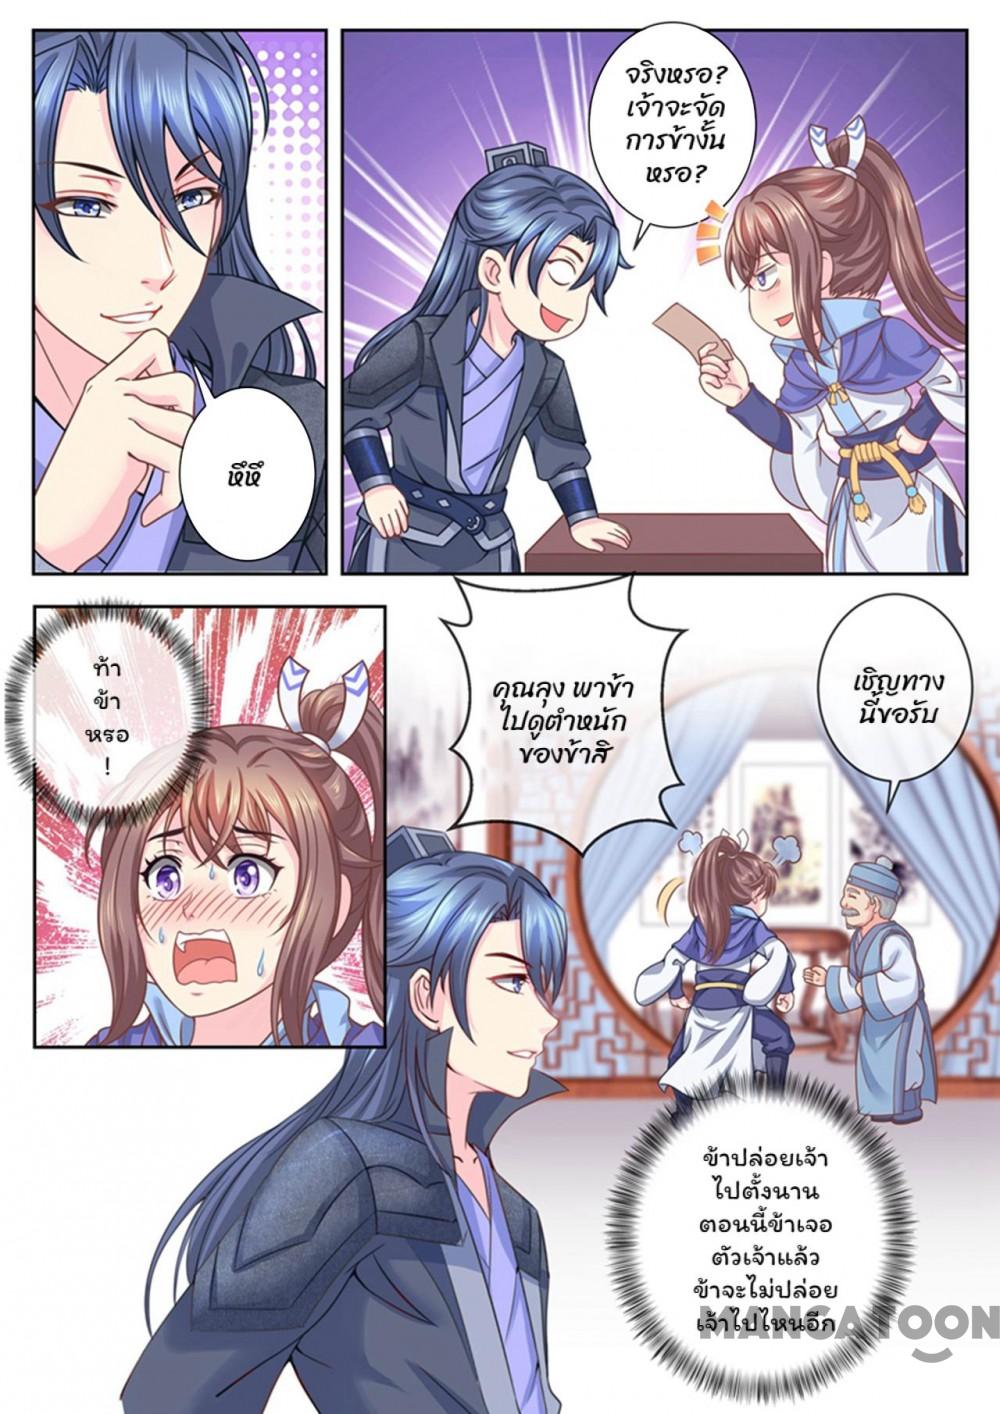 หึหึ
จริงหรอ?
เจ้าจะจัด
การข้างั้น
หรอ?
ท้า
ข้า
หรอ
!
คุณลุง พาข้า
ไปดูตำหนัก
ของข้าสิ
เชิญทาง
นี้ขอรับ
ข้าปล่อยเจ้า
ไปตั้งนาน
ตอนนี้ข้าเจอ
ตัวเจ้าแล้ว
ข้าจะไม่ปล่อย
เจ้าไปไหนอีก
MANGATOON